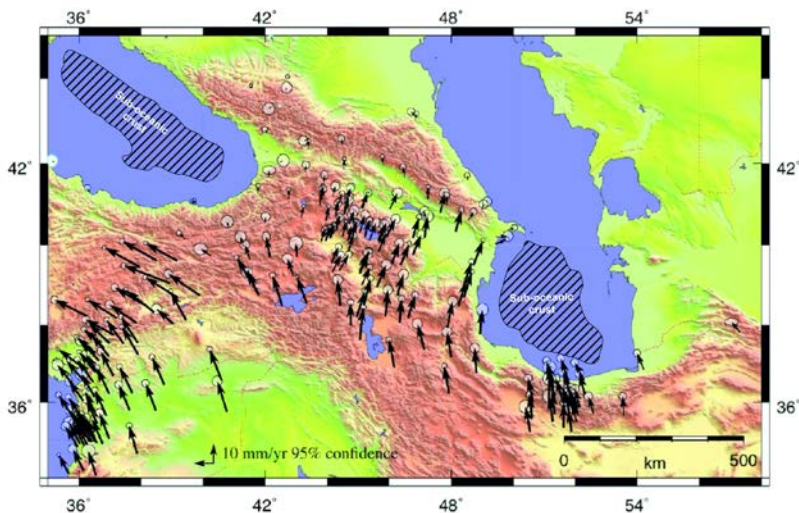 36° 42° 48° 54°
42° 42°
36° 36°
Sub-oceanic
crust
Sub-oceanic
crust
10 mm/yr 95% confidence
0 500
km
36° 42° 48° 54°